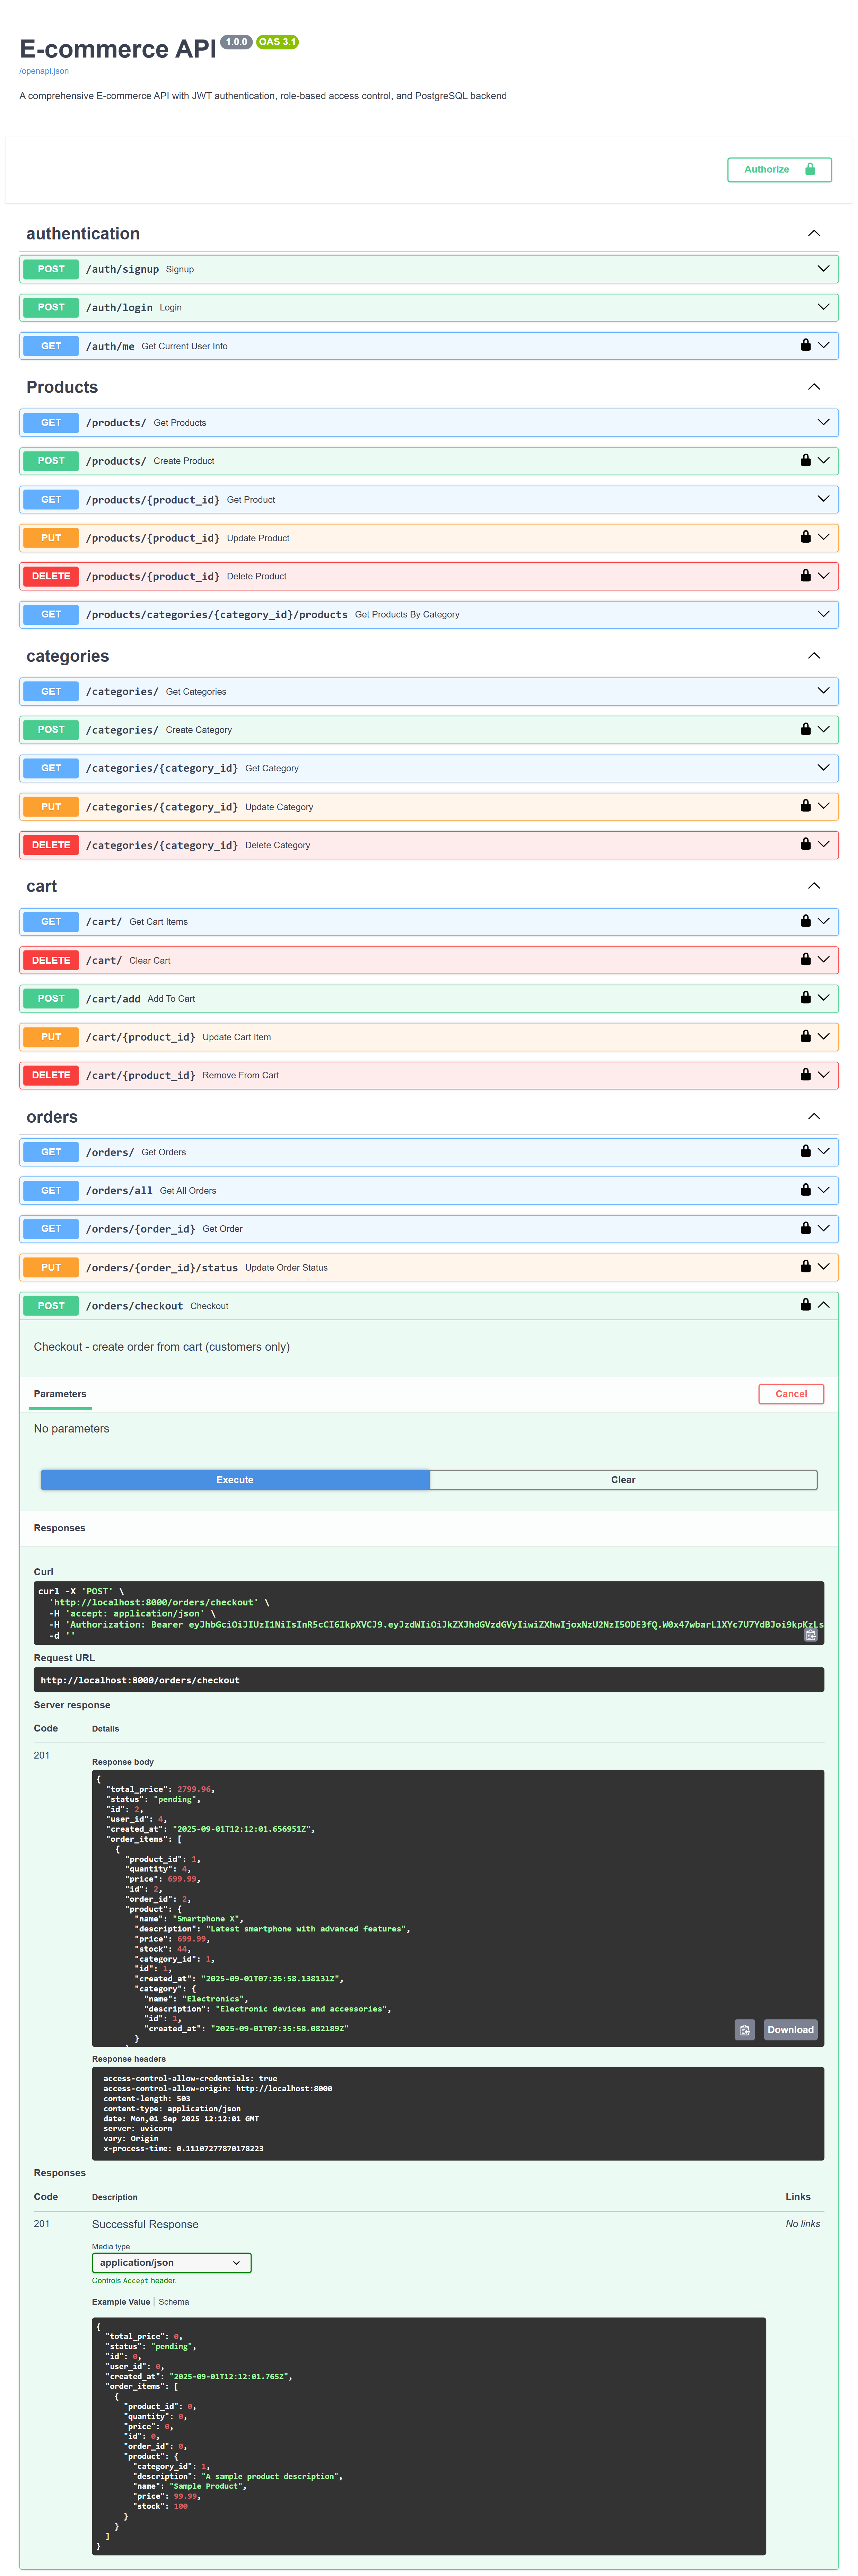 E-commerce API 1.0.0 OAS 3.1
/openapi.json
A comprehensive E-commerce API with JWT authentication, role-based access control, and PostgreSQL backend
Authorize
authentication
POST /auth/signup Signup
POST /auth/login Login
GET /auth/me Get Current User Info
Products
GET /products/ Get Products
POST /products/ Create Product
GET /products/{product_id} Get Product
PUT /products/{product_id} Update Product
DELETE /products/{product_id} Delete Product
GET /products/categories/{category_id}/products Get Products By Category
categories
GET /categories/ Get Categories
POST /categories/ Create Category
GET /categories/{category_id} Get Category
PUT /categories/{category_id} Update Category
DELETE /categories/{category_id} Delete Category
cart
GET /cart/ Get Cart Items
DELETE /cart/ Clear Cart
POST /cart/add Add To Cart
PUT /cart/{product_id} Update Cart Item
DELETE /cart/{product_id} Remove From Cart
orders
GET /orders/ Get Orders
GET /orders/all Get All Orders
GET /orders/{order_id} Get Order
PUT /orders/{order_id}/status Update Order Status
POST /orders/checkout Checkout
Checkout - create order from cart (customers only)
Parameters Cancel
No parameters
Execute Clear
Responses
Curl
curl -X 'POST' \
'http://localhost:8000/orders/checkout' \
-H 'accept: application/json' \
-H 'Authorization: Bearer
-d ''
Request URL
http://localhost:8000/orders/checkout
Server response
Code Details
201
Response body
{
"total_price": 2799.96,
"status": "pending",
"id": 2,
"user_id": 4,
"created_at": "2025-09-01T12:12:01.656951Z",
"order_items": [
{
"product_id": 1,
"quantity": 4,
"price": 699.99,
"id": 2,
"order_id": 2,
"product": {
"name": "Smartphone X",
"description": "Latest smartphone with advanced features",
"price": 699.99,
"stock": 44,
"category_id": 1,
"id": 1,
"created_at": "2025-09-01T07:35:58.138131Z",
"category": {
"name": "Electronics",
"description": "Electronic devices and accessories",
"id": 1,
"created_at": "2025-09-01T07:35:58.082189Z"
}
Download
Response headers
access-control-allow-credentials: true
access-control-allow-origin: http://localhost:8000
content-length: 503
content-type: application/json
date: Mon,01 Sep 2025 12:12:01 GMT
server: uvicorn
vary: Origin
x-process-time: 0.11107277870178223
Responses
Code Description Links
201 Successful Response No links
Media type
application/json
Controls Accept header.
Example Value | Schema
{
"total_price": 0,
"status": "pending",
"id": 0,
"user_id": 0,
"created_at": "2025-09-01T12:12:01.765Z",
"order_items": [
{
"product_id": 0,
"quantity": 0,
"price": 0,
"id": 0,
"order_id": 0,
"product": {
"category_id": 1,
"description": "A sample product description",
"name": "Sample Product",
"price": 99.99,
"stock": 100
}
}
]
}